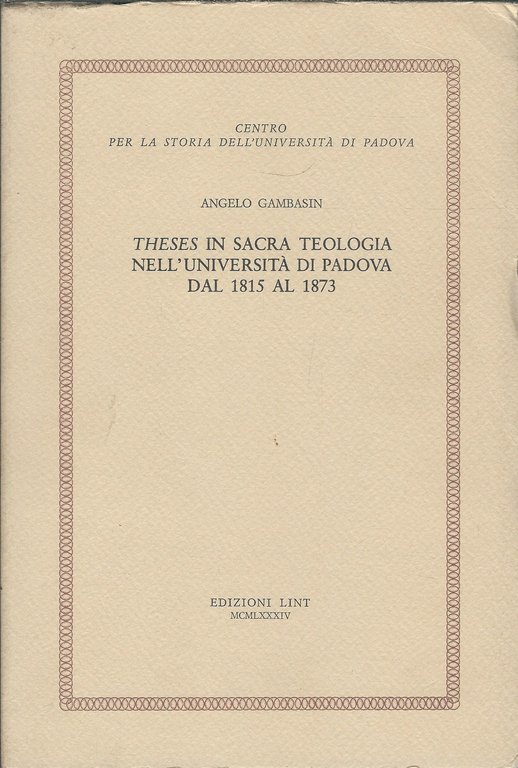 CENTRO
PER LA STORIA DELL'UNIVERSITÀ DI PADOVA
ANGELO GAMBASIN
THESES IN SACRA TEOLOGIA
NELL'UNIVERSITÀ DI PADOVA
DAL 1815 AL 1873
EDIZIONI LINT
MCMLXXXIV